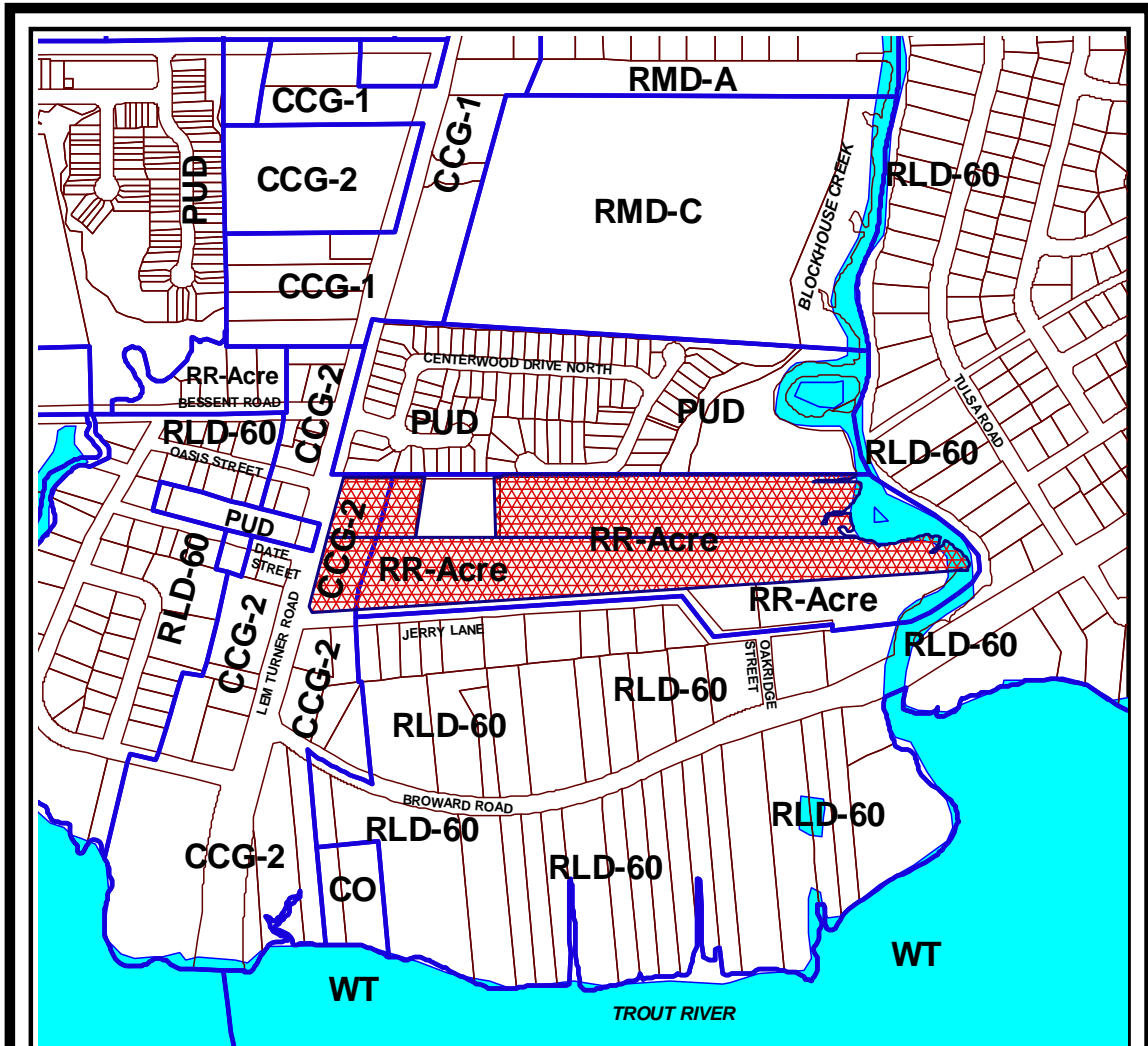 RMD-A
CCG-1
CCG-1
PUD
CCG-2
RLD-60
RMD-C
BLOCKHOUSE CREEK
CCG-1
CENTERWOOD DRIVE NORTH
RR-Acre
BESSENT ROAD
CCG-2
TULSA ROAD
PUD
PUD
RLD-60
OASIS STREET
RLD-60
PUD
CCG-2
RR-Acre
DATE
STREET
RLD-60
RR-Acre
RR-Acre
CCG-2
LEM TURNER ROAD
JERRY LANE
OAKRIDGE
STREET
RLD-60
CCG-2
RLD-60
RLD-60
BROWARD ROAD
RLD-60
RLD-60
CCG-2
RLD-60
CO
WT
WT
TROUT RIVER